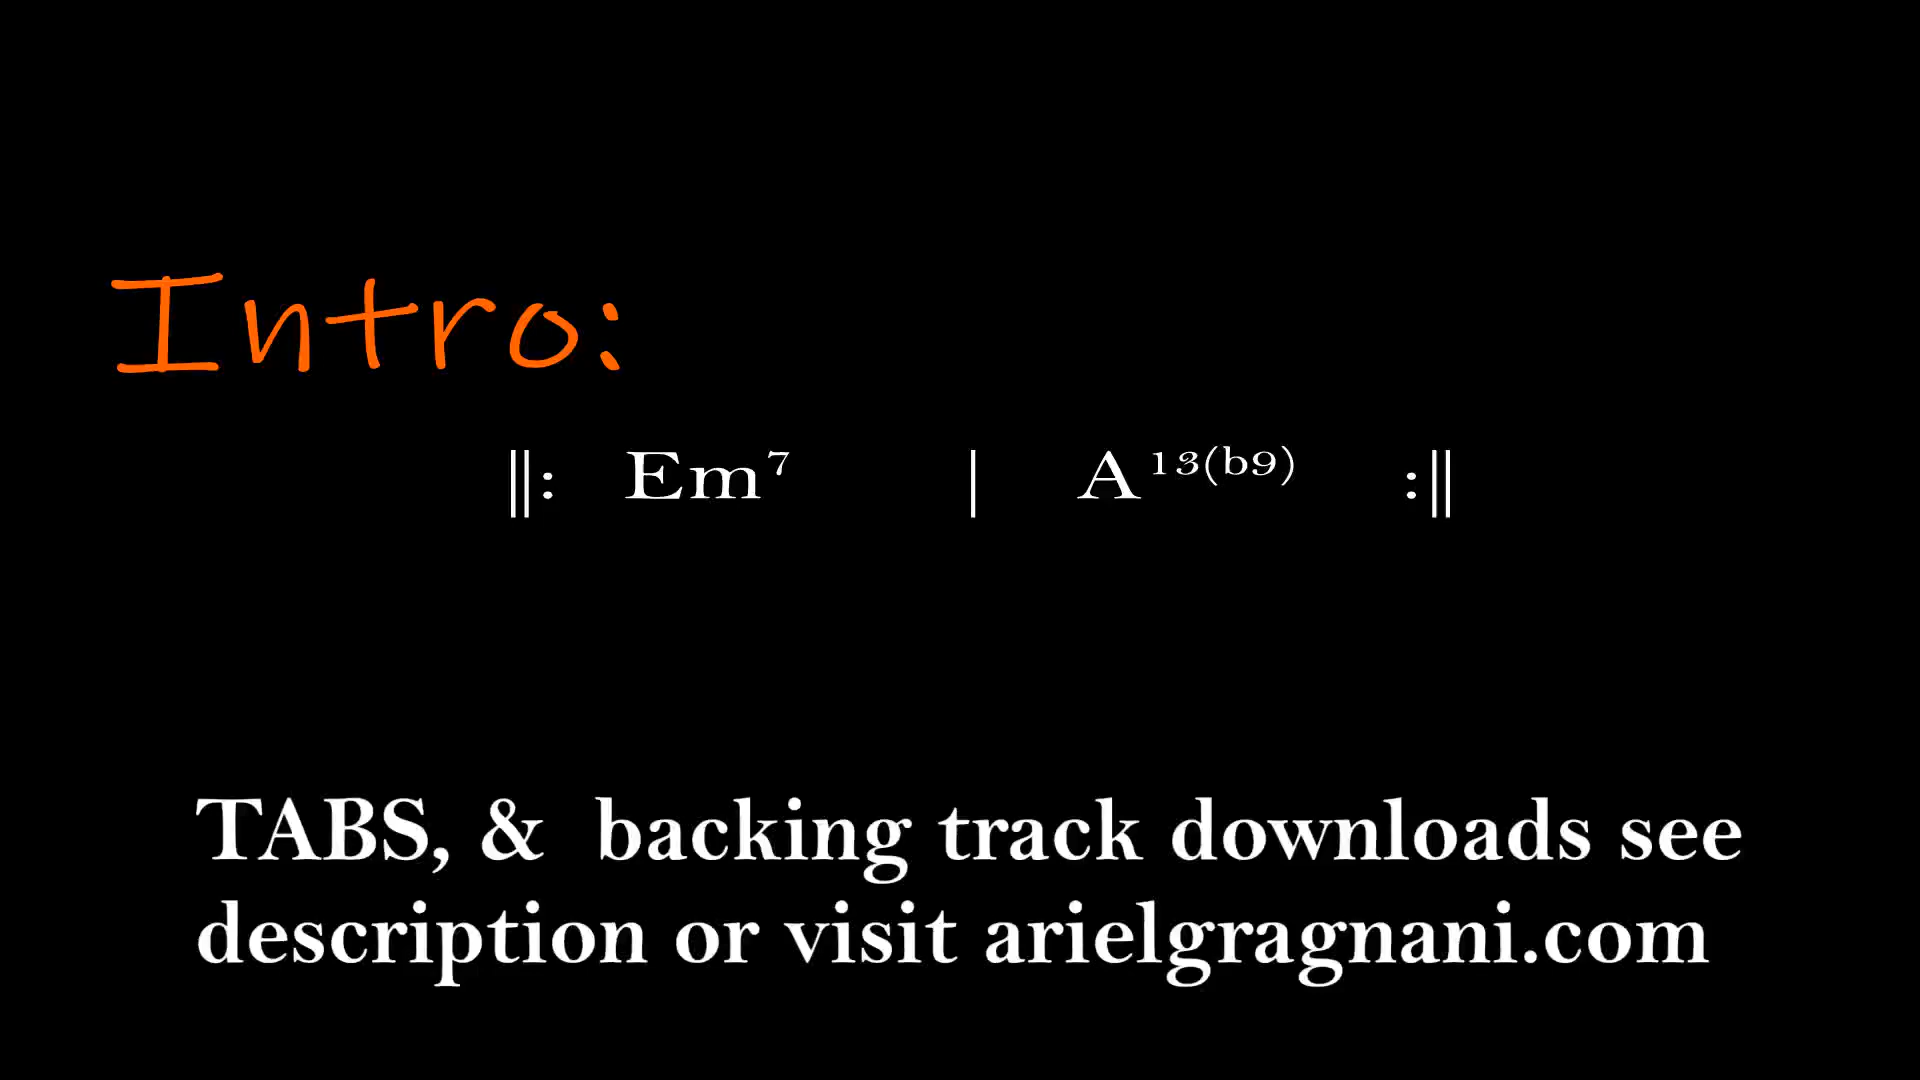 Intro:
‖: Em⁷ | A¹³⁽ᵇ⁹⁾ :‖
TABS, & backing track downloads see
description or visit arielgragnani.com